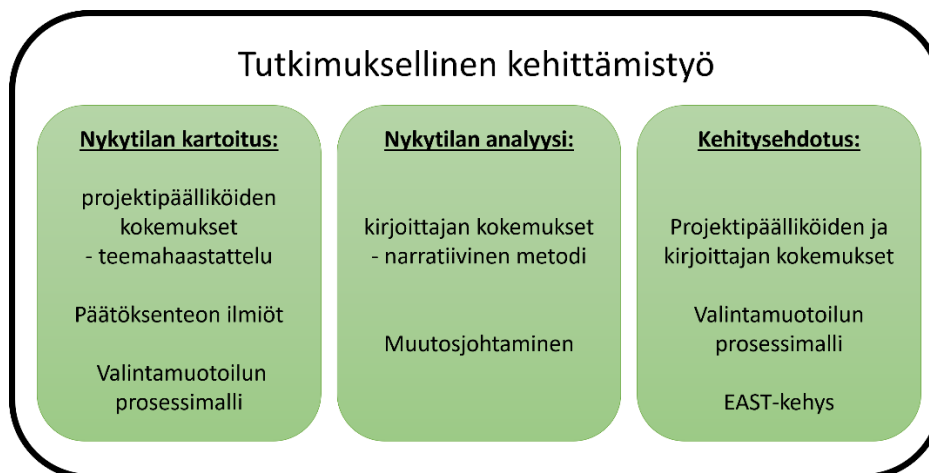 Tutkimuksellinen kehittämistyö
Nykytilan kartoitus:
projektipäälliköiden
kokemukset
- teemahaastattelu
Päätöksenteon ilmiöt
Valintamuotoilun
prosessimalli
Nykytilan analyysi:
kirjoittajan kokemukset
- narratiivinen metodi
Muutosjohtaminen
Kehitysehdotus:
Projektipäälliköiden ja
kirjoittajan kokemukset
Valintamuotoilun
prosessimalli
EAST-kehys